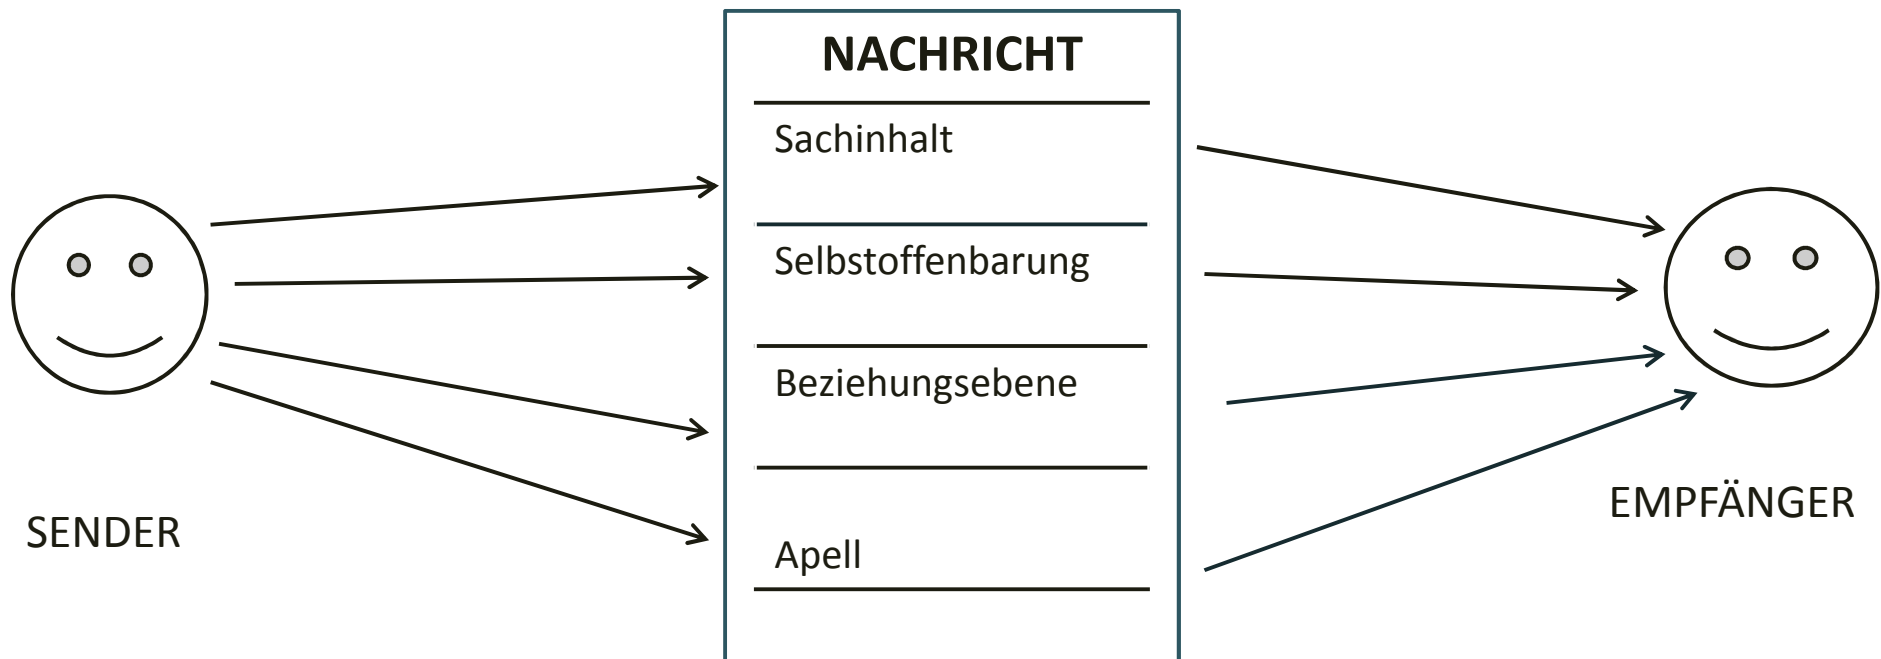 NACHRICHT
Sachinhalt
Selbstoffenbarung
Beziehungsebene
Apell
SENDER
EMPFÄNGER